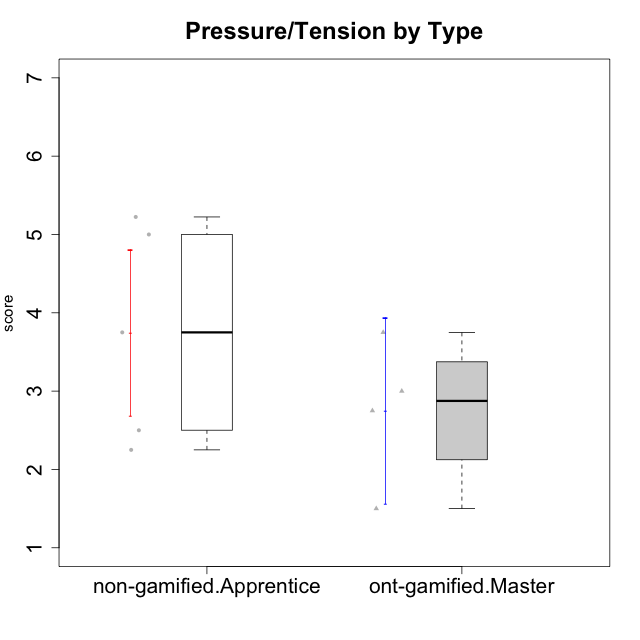 Pressure/Tension by Type
7
6
5
4
3
2
1
score
non-gamified.Apprentice ont-gamified.Master